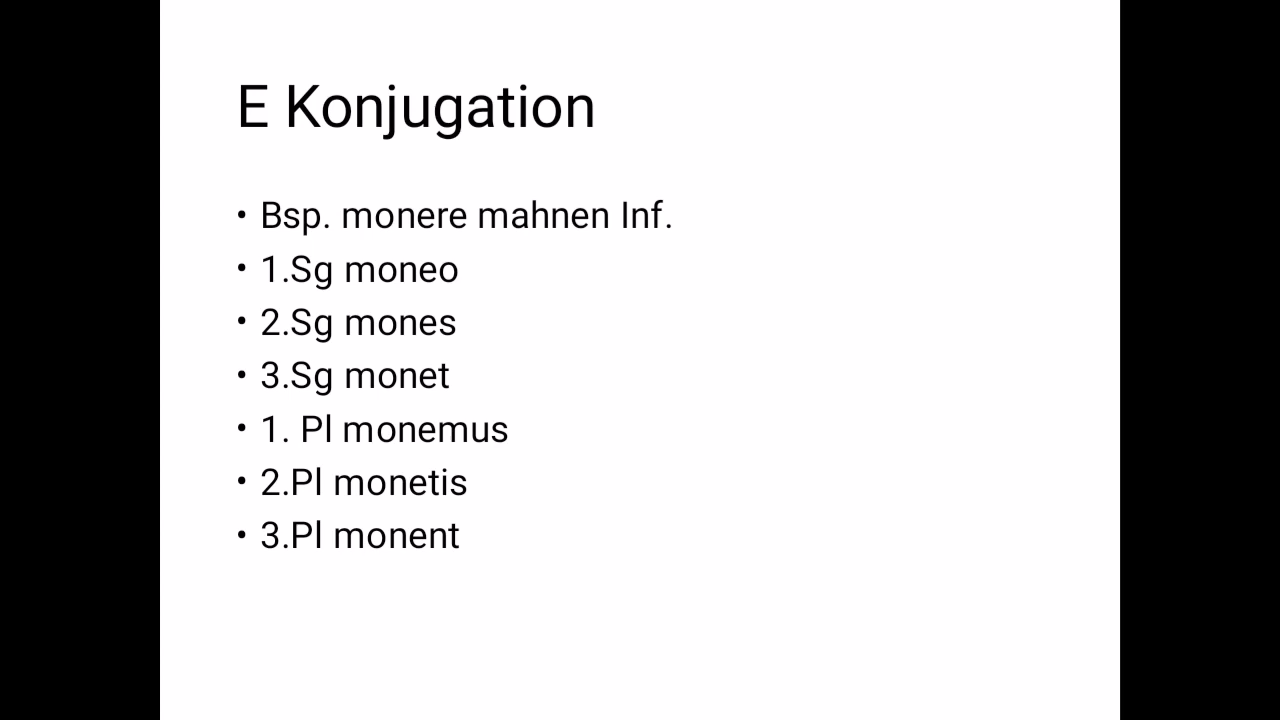 E Konjugation
• Bsp. monere mahnen Inf.
• 1.Sg moneo
• 2.Sg mones
• 3.Sg monet
• 1. Pl monemus
• 2.Pl monetis
• 3.Pl monent